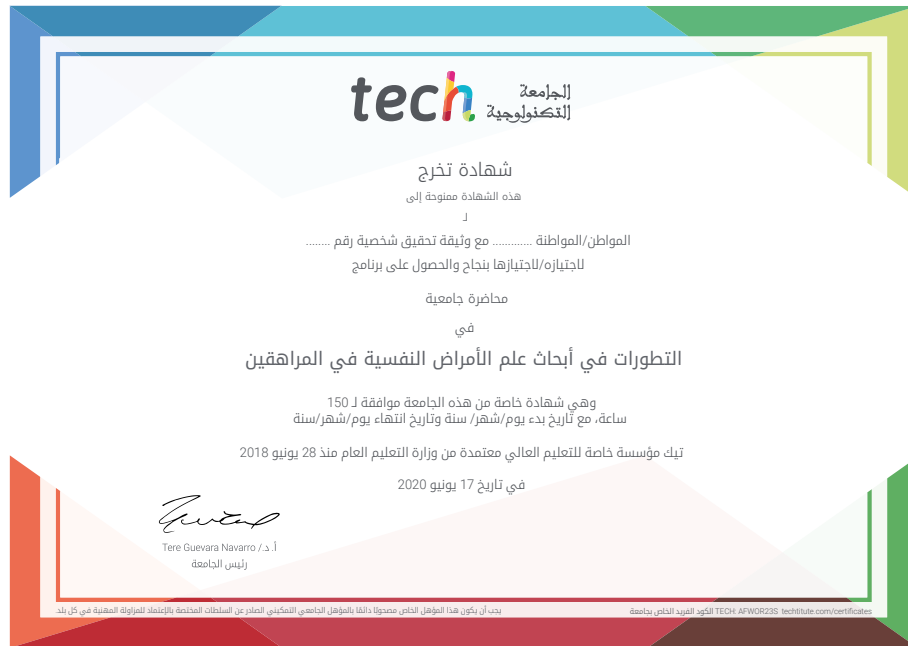 tech الجامعة
التكنولوجية
شهادة تخرج
هذه الشهادة ممنوحة إلى
لـ
المواطن/المواطنة ............. مع وثيقة تحقيق شخصية رقم ........
لاجتيازه/لاجتيازها بنجاح والحصول على برنامج
محاضرة جامعية
في
التطورات في أبحاث علم الأمراض النفسية في المراهقين
وهي شهادة خاصة من هذه الجامعة موافقة لـ 150
ساعة، مع تاريخ بدء يوم/شهر/ سنة وتاريخ انتهاء يوم/شهر/سنة
تيك مؤسسة خاصة للتعليم العالي معتمدة من وزارة التعليم العام منذ 28 يونيو 2018
في تاريخ 17 يونيو 2020
أ. د./ Tere Guevara Navarro
رئيس الجامعة
الكود الفريد الخاص بجامعة TECH: AFWOR23S: techtitute.com/certificates
يجب أن يكون هذا المؤهل الخاص مصحوبًا دائمًا بالمؤهل الجامعي التمكيني الصادر عن السلطات المختصة بالإعتماد للمزاولة المهنية في كل بلد.